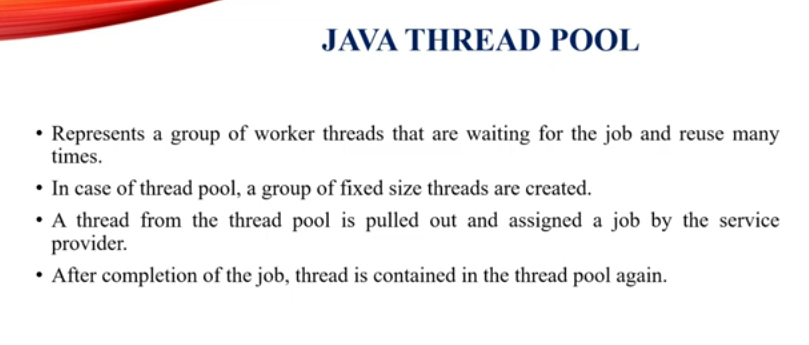 JAVA THREAD POOL
• Represents a group of worker threads that are waiting for the job and reuse many
times.
• In case of thread pool, a group of fixed size threads are created.
• A thread from the thread pool is pulled out and assigned a job by the service
provider.
• After completion of the job, thread is contained in the thread pool again.